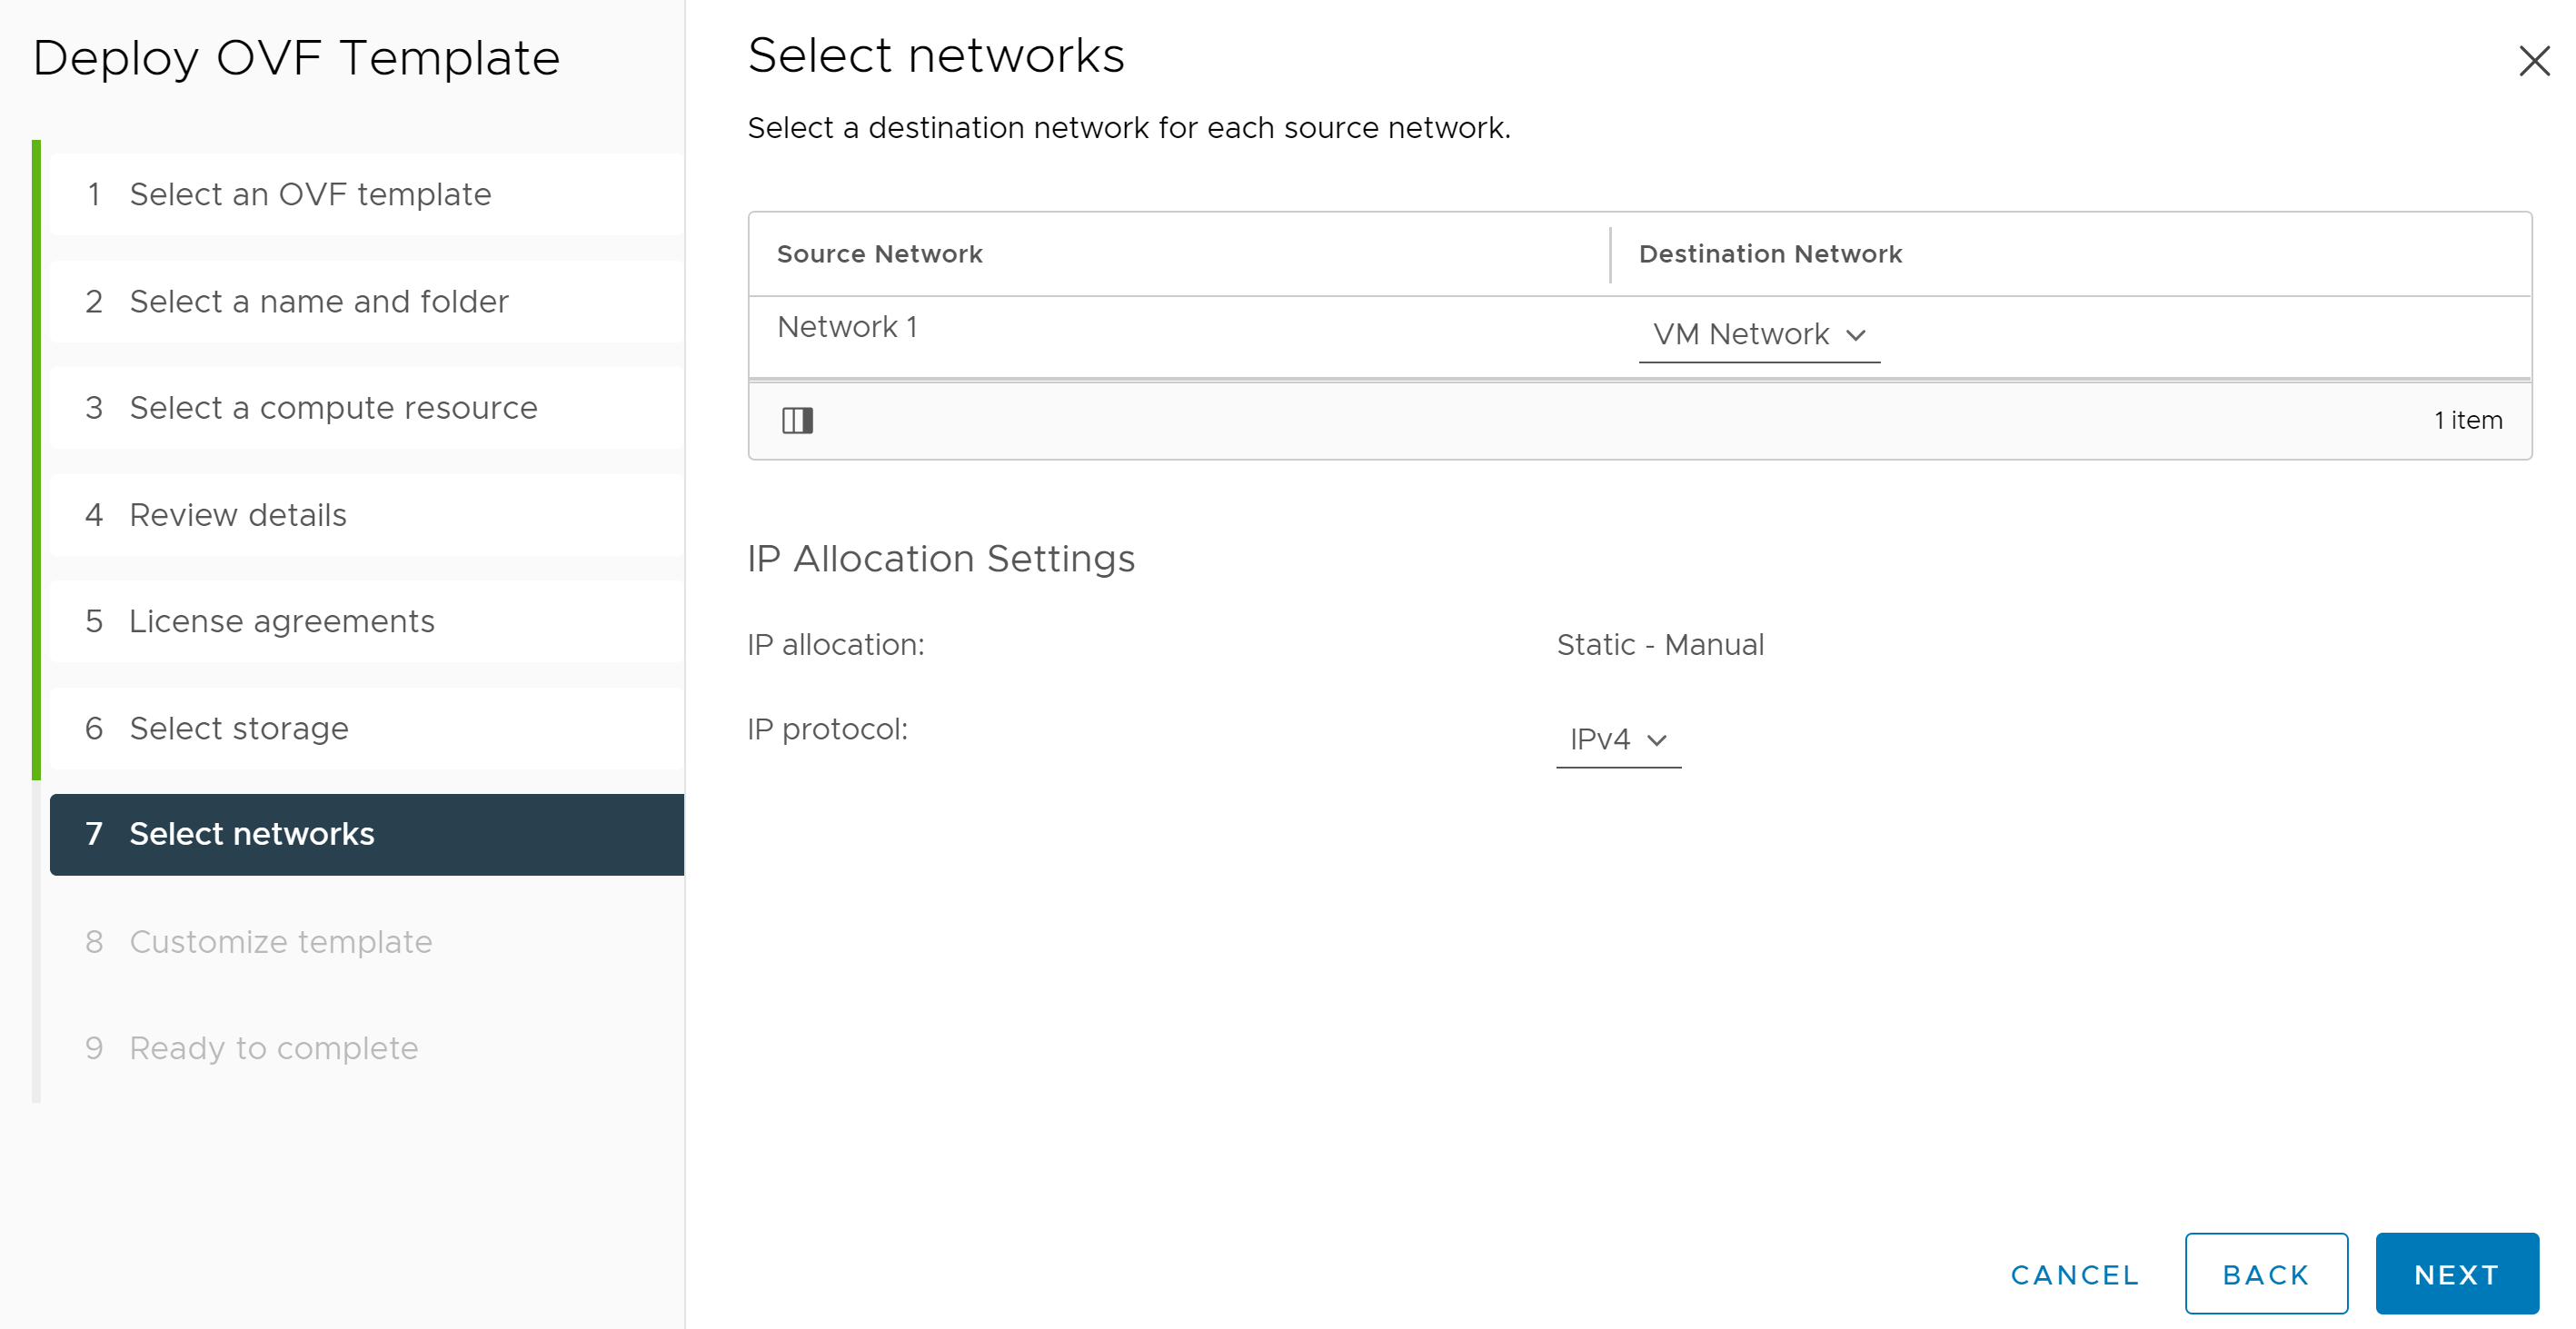 Deploy OVF Template
1 Select an OVF template
2 Select a name and folder
3 Select a compute resource
4 Review details
5 License agreements
6 Select storage
7 Select networks
8 Customize template
9 Ready to complete
Select networks
Select a destination network for each source network.
Source Network Destination Network
Network 1 VM Network
1 item
IP Allocation Settings
IP allocation: Static - Manual
IP protocol: IPv4
CANCEL BACK NEXT